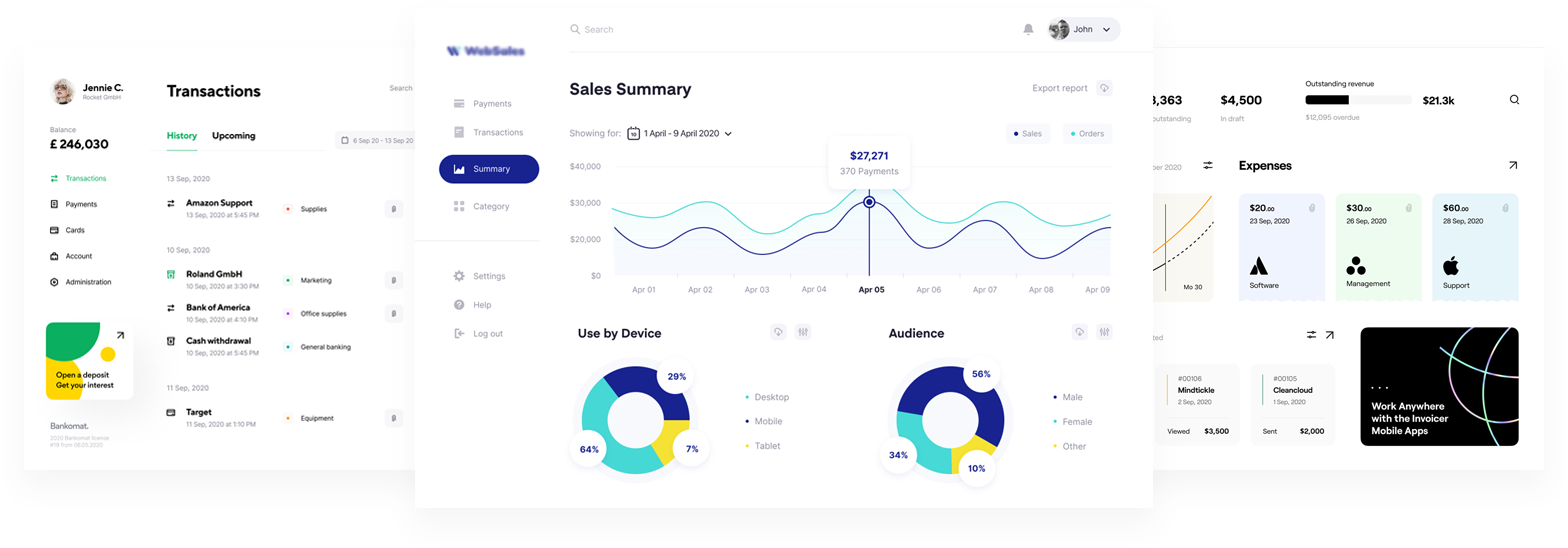 Jennie C.
Rocket GmbH
Balance
£ 246,030
Transactions
Payments
Cards
Account
Administration
Open a deposit
Get your interest
Bankomat.
2020 Bankomat license
#19 from 06.05.2020
Transactions
Search
History
Upcoming
6 Sep 20 - 13 Sep 20
13 Sep, 2020
Amazon Support
13 Sep, 2020 at 5:45 PM
Supplies
10 Sep, 2020
Roland GmbH
10 Sep, 2020 at 3:30 PM
Marketing
Bank of America
10 Sep, 2020 at 4:10 PM
Office supplies
Cash withdrawal
10 Sep, 2020 at 5:45 PM
General banking
11 Sep, 2020
Target
11 Sep, 2020 at 1:10 PM
Equipment
WebSales
Payments
Transactions
Summary
Category
Settings
Help
Log out
Search
John
Sales Summary
Export report
Showing for:
10
1 April - 9 April 2020
Sales
Orders
$27,271
370 Payments
$40,000
$30,000
$20,000
$0
Apr 01
Apr 02
Apr 03
Apr 04
Apr 05
Apr 06
Apr 07
Apr 08
Apr 09
Use by Device
29%
64%
7%
Desktop
Mobile
Tablet
Audience
56%
34%
10%
Male
Female
Other
3,363
outstanding
$4,500
In draft
Outstanding revenue
$21.3k
$12,095 overdue
ber 2020
Mo 30
Expenses
$20.00
23 Sep, 2020
Software
$30.00
26 Sep, 2020
Management
$60.00
28 Sep, 2020
Support
ted
#00106
Mindtickle
2 Sep, 2020
Viewed
$3,500
#00105
Cleancloud
1 Sep, 2020
Sent
$2,000
Work Anywhere
with the Invoicer
Mobile Apps